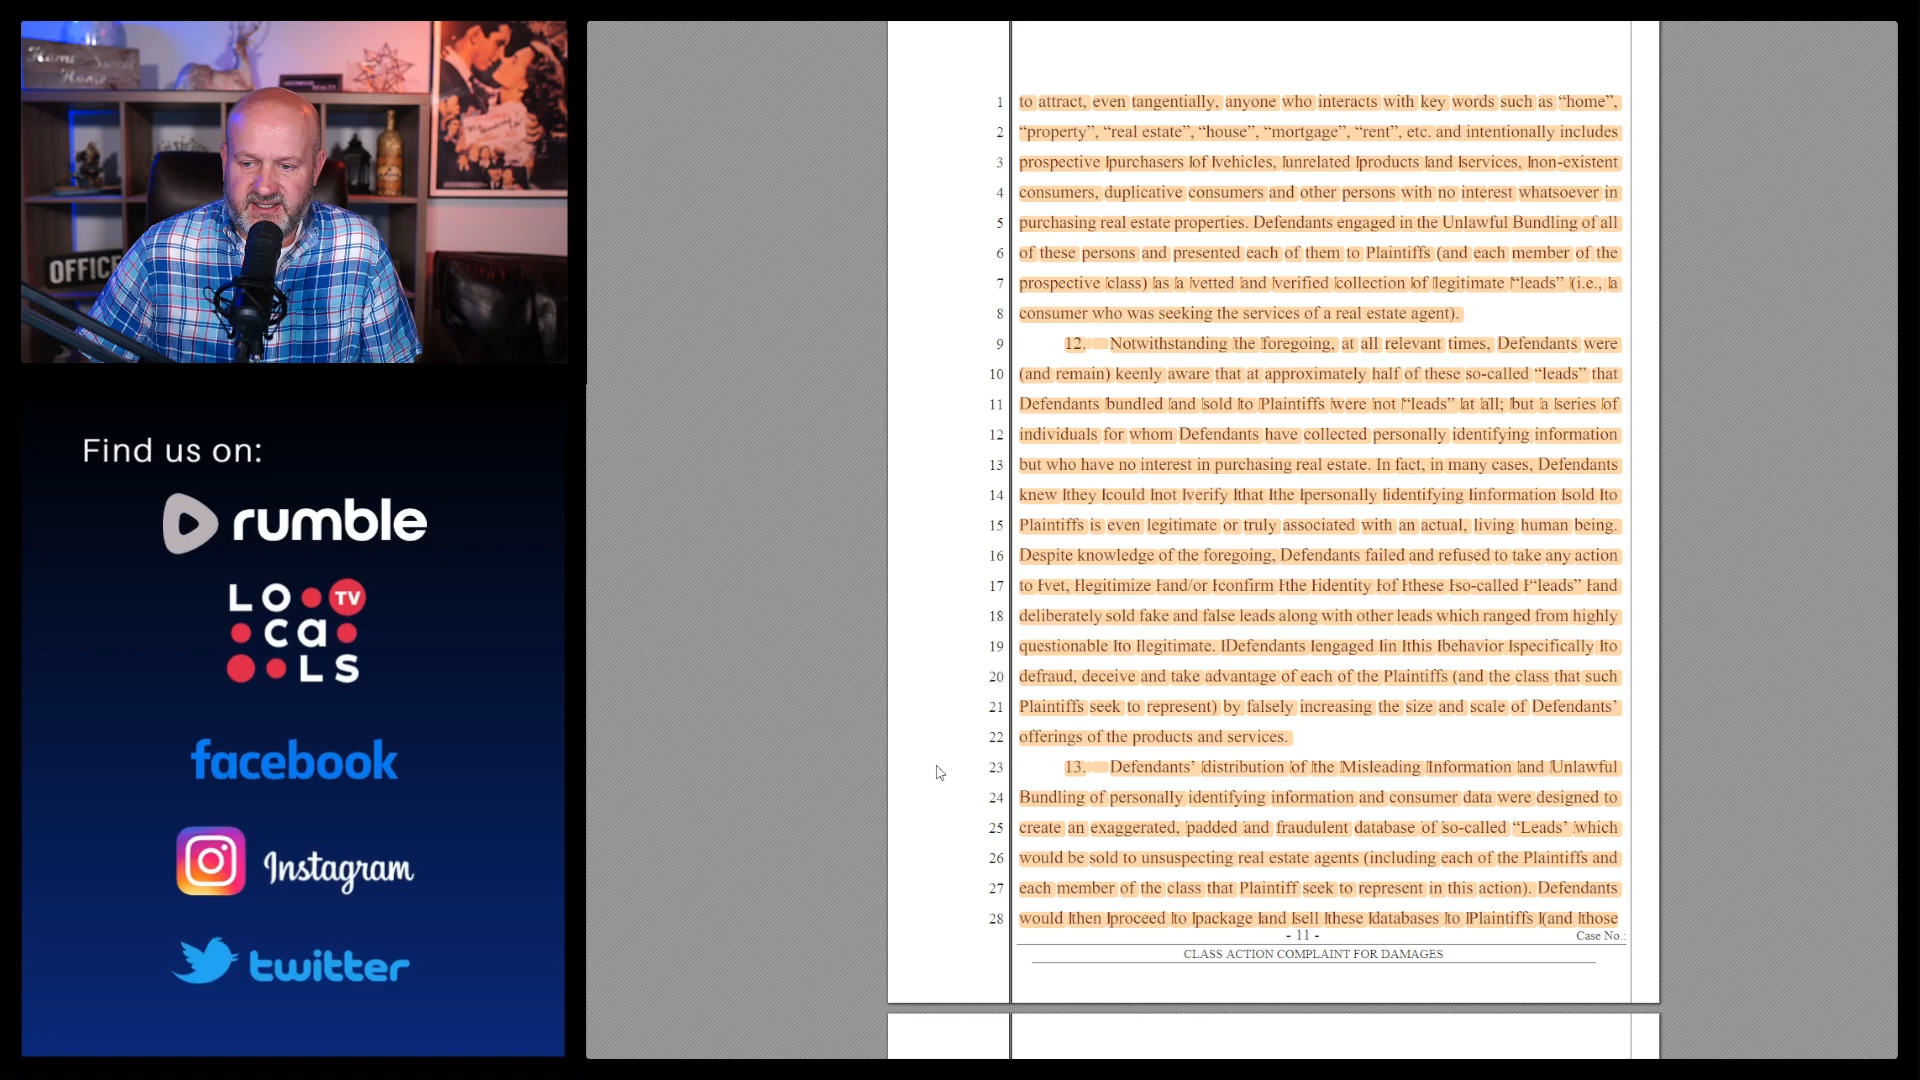 Home Sweet
Home
OFFICE
Find us on:
rumble
LO TV
ca
LS
facebook
Instagram
twitter
1 to attract, even tangentially, anyone who interacts with key words such as “home”,
2 “property”, “real estate”, “house”, “mortgage”, “rent”, etc. and intentionally includes
3 prospective purchasers of vehicles, unrelated products and services, non-existent
4 consumers, duplicative consumers and other persons with no interest whatsoever in
5 purchasing real estate properties. Defendants engaged in the Unlawful Bundling of all
6 of these persons and presented each of them to Plaintiffs (and each member of the
7 prospective class) as a vetted and verified collection of legitimate “leads” (i.e., a
8 consumer who was seeking the services of a real estate agent).
9 12. Notwithstanding the foregoing, at all relevant times, Defendants were
10 (and remain) keenly aware that at approximately half of these so-called “leads” that
11 Defendants bundled and sold to Plaintiffs were not “leads” at all; but a series of
12 individuals for whom Defendants have collected personally identifying information
13 but who have no interest in purchasing real estate. In fact, in many cases, Defendants
14 knew they could not verify that the personally identifying information sold to
15 Plaintiffs is even legitimate or truly associated with an actual, living human being.
16 Despite knowledge of the foregoing, Defendants failed and refused to take any action
17 to vet, legitimize and/or confirm the identity of these so-called “leads” and
18 deliberately sold fake and false leads along with other leads which ranged from highly
19 questionable to legitimate. Defendants engaged in this behavior specifically to
20 defraud, deceive and take advantage of each of the Plaintiffs (and the class that such
21 Plaintiffs seek to represent) by falsely increasing the size and scale of Defendants’
22 offerings of the products and services.
23 13. Defendants’ distribution of the Misleading Information and Unlawful
24 Bundling of personally identifying information and consumer data were designed to
25 create an exaggerated, padded and fraudulent database of so-called “Leads’ which
26 would be sold to unsuspecting real estate agents (including each of the Plaintiffs and
27 each member of the class that Plaintiff seek to represent in this action). Defendants
28 would then proceed to package and sell these databases to Plaintiffs (and those
- 11 - Case No.:
CLASS ACTION COMPLAINT FOR DAMAGES